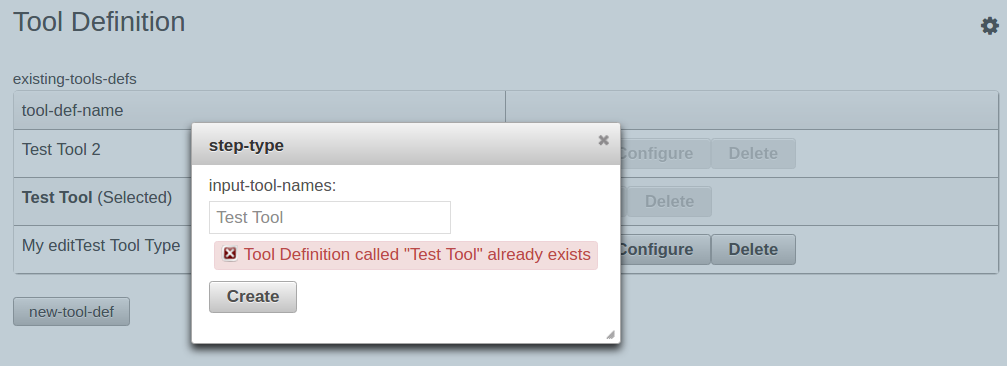 Tool Definition
existing-tools-defs
tool-def-name
Test Tool 2
Configure
Delete
Test Tool (Selected)
Delete
My editTest Tool Type
Configure
Delete
new-tool-def
step-type
input-tool-names:
Test Tool
Tool Definition called "Test Tool" already exists
Create